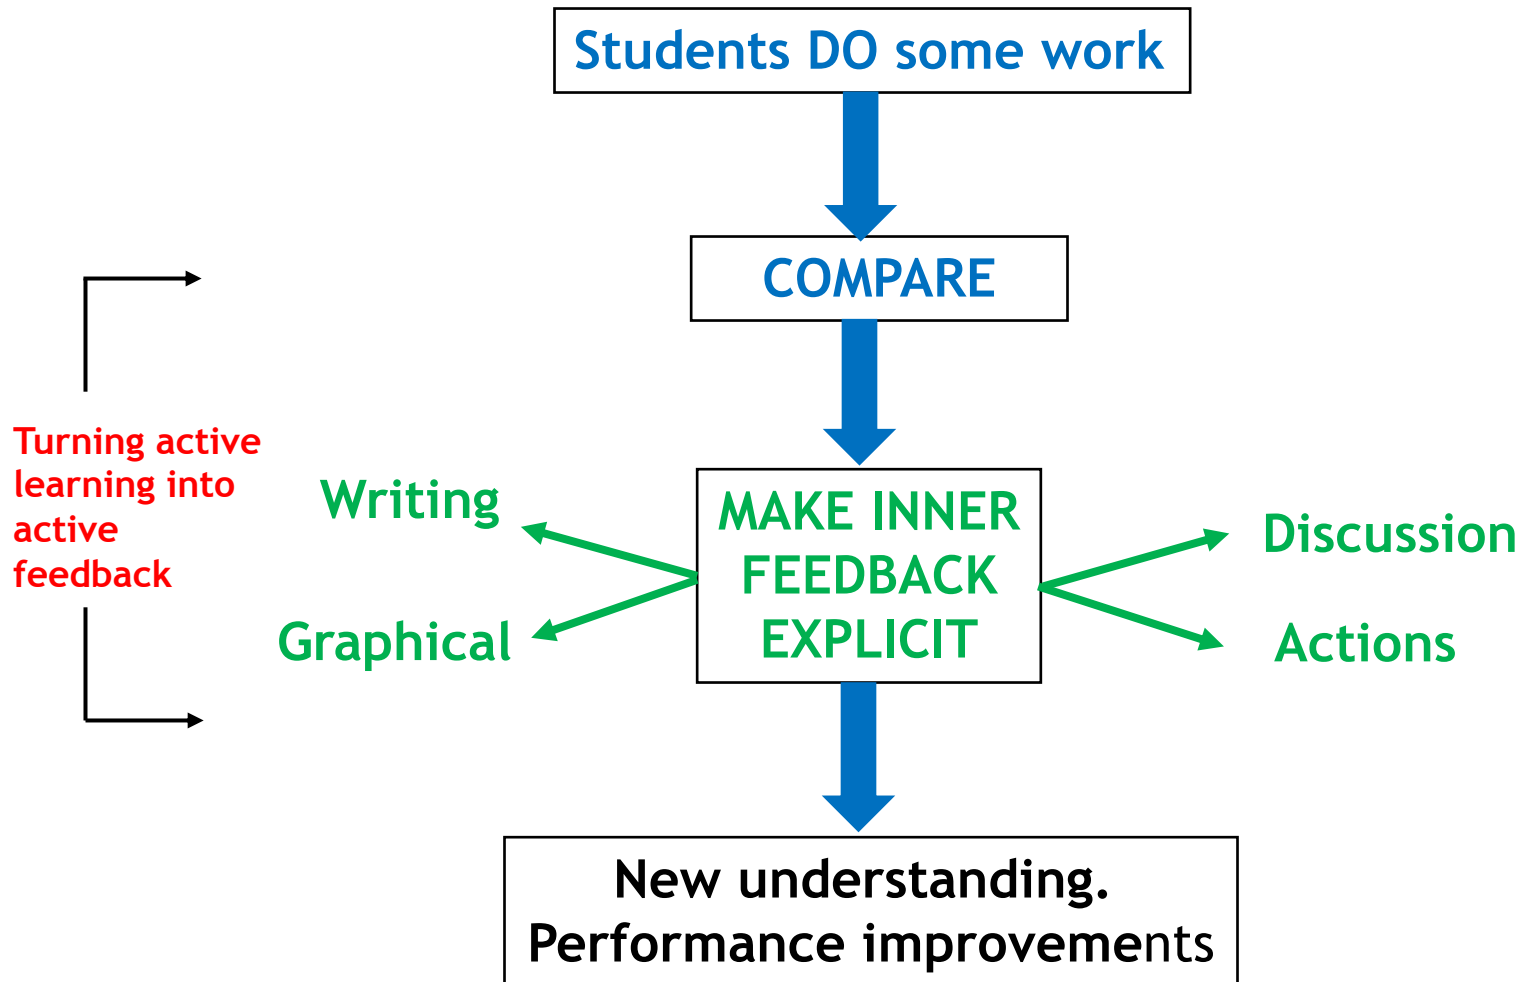 Students DO some work
COMPARE
Turning active
learning into
active
feedback
Writing
Graphical
MAKE INNER
FEEDBACK
EXPLICIT
Discussion
Actions
New understanding.
Performance improvements